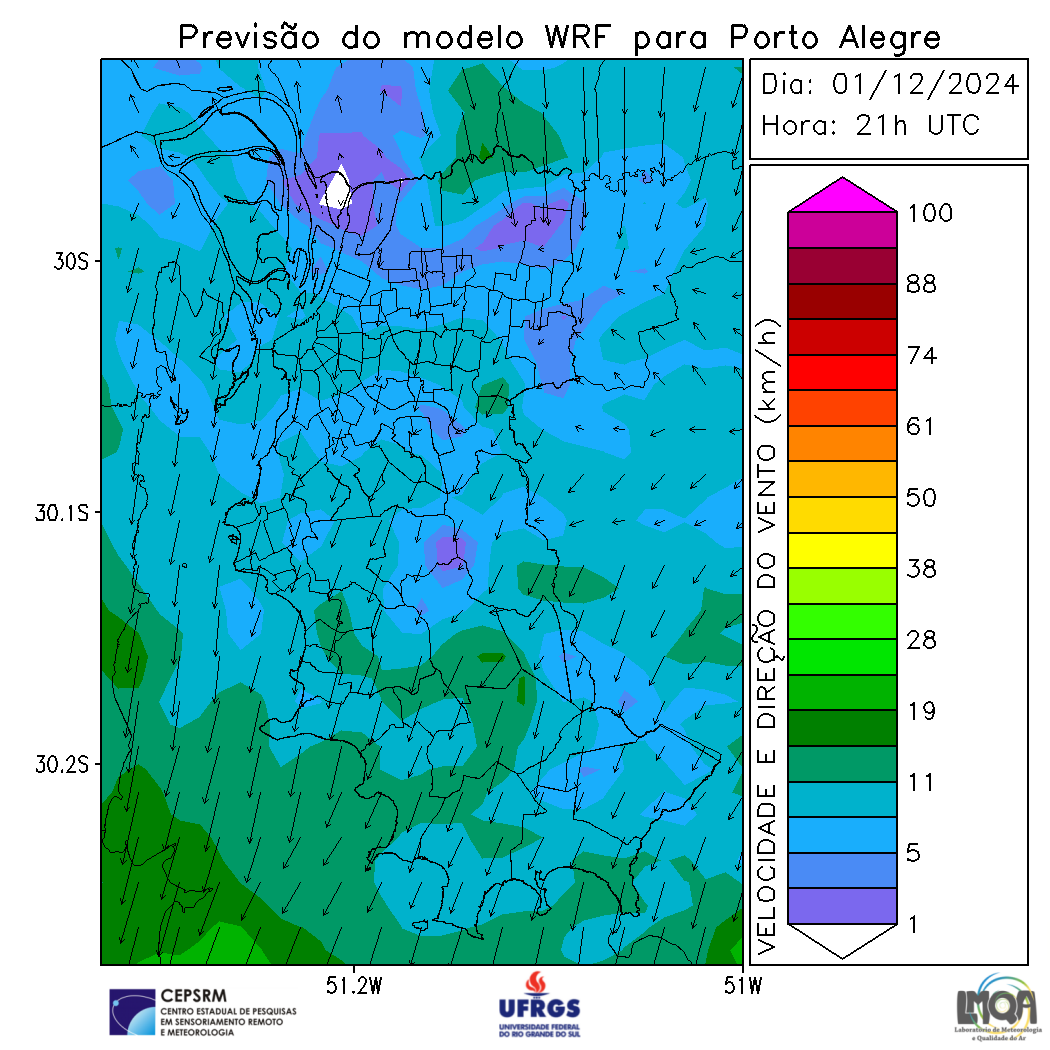 Previsão do modelo WRF para Porto Alegre
Dia: 01/12/2024
Hora: 21h UTC
30S
30.1S
30.2S
51.2W
51W
VELOCIDADE E DIREÇÃO DO VENTO (km/h)
100
88
74
61
50
38
28
19
11
5
1
CEPSRM
CENTRO ESTADUAL DE PESQUISAS
EM SENSORIAMENTO REMOTO
E METEOROLOGIA
UFRGS
UNIVERSIDADE FEDERAL
DO RIO GRANDE DO SUL
LMQA
Laboratório de Meteorologia
e Qualidade do Ar